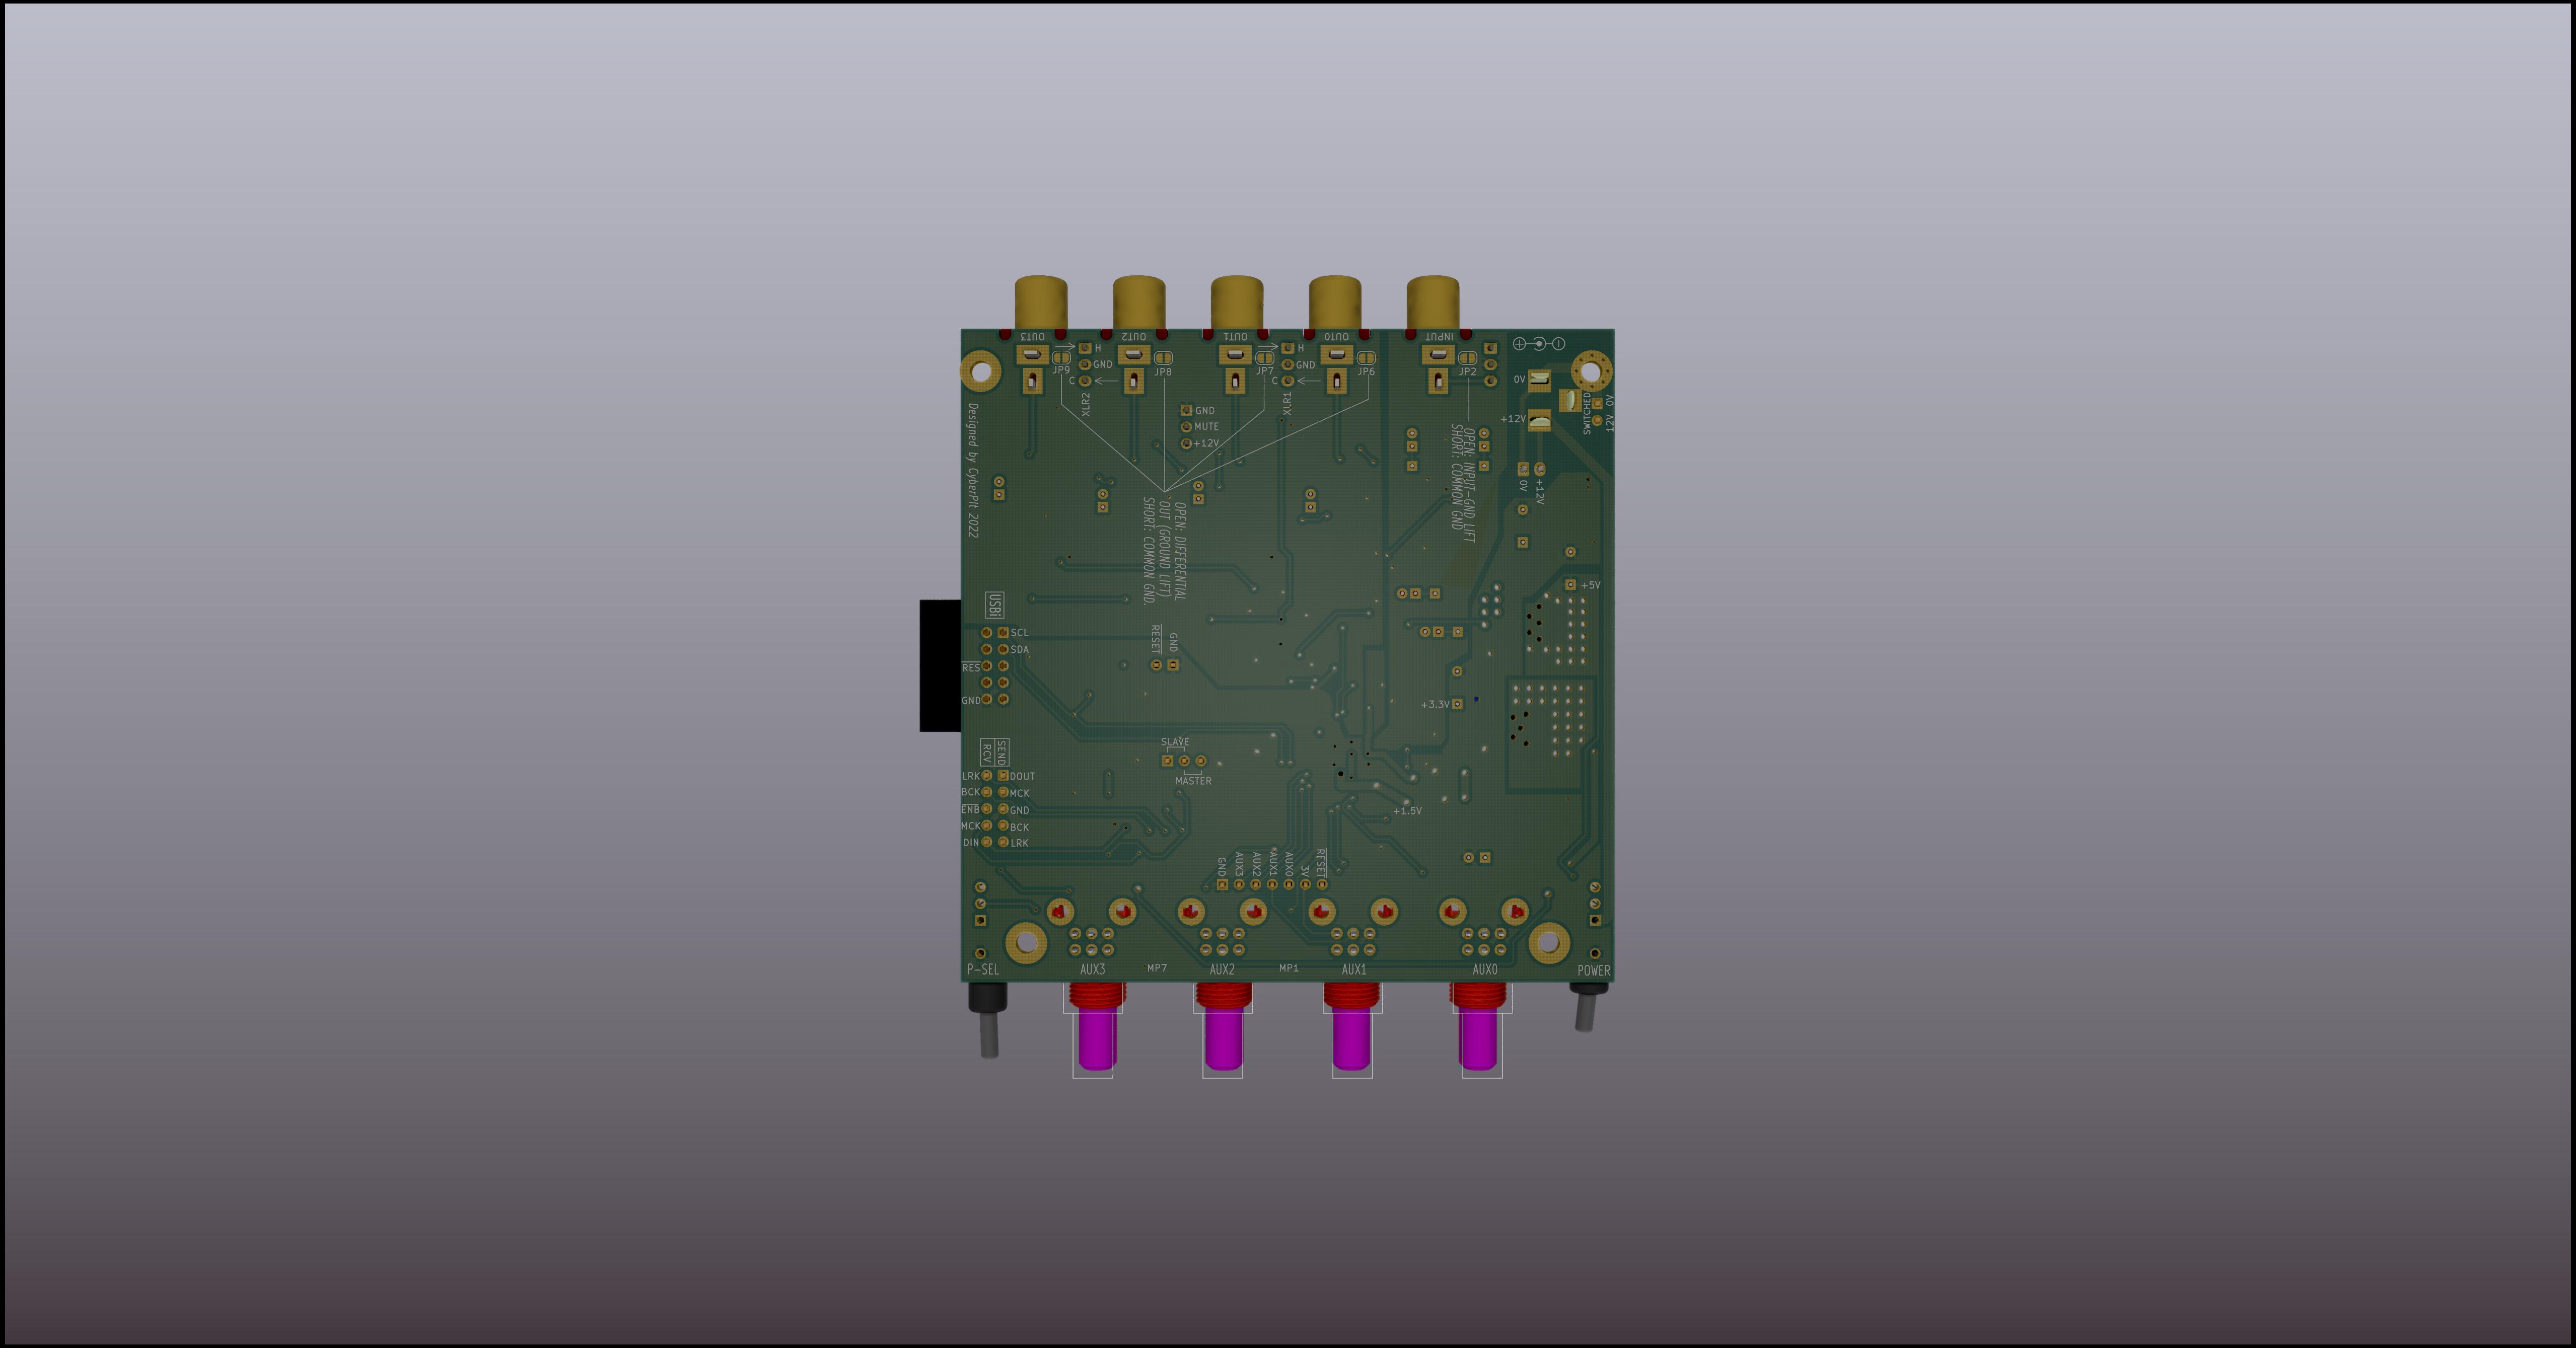 OUT3
OUT2
OUT1
OUT0
INPUT
H
GND
C
JP9
XLR2
JP8
H
GND
C
JP7
XLR1
JP6
JP2
0V
+12V
SWITCHED
12V 0V
GND
MUTE
+12V
Designed by CyberPit 2022
OPEN: DIFFERENTIAL
OUT (GROUND LIFT)
SHORT: COMMON GND.
OPEN: INPUT-GND LIFT
SHORT: COMMON GND
0V
+12V
+5V
USBi
SCL
SDA
RES
GND
RESET
GND
+3.3V
SLAVE
MASTER
SEND
RCV
LRK
DOUT
BCK
MCK
ENB
GND
MCK
BCK
DIN
LRK
+1.5V
GND
AUX3
AUX2
AUX1
AUX0
3V
RESET
P-SEL
AUX3
MP7
AUX2
MP1
AUX1
AUX0
POWER